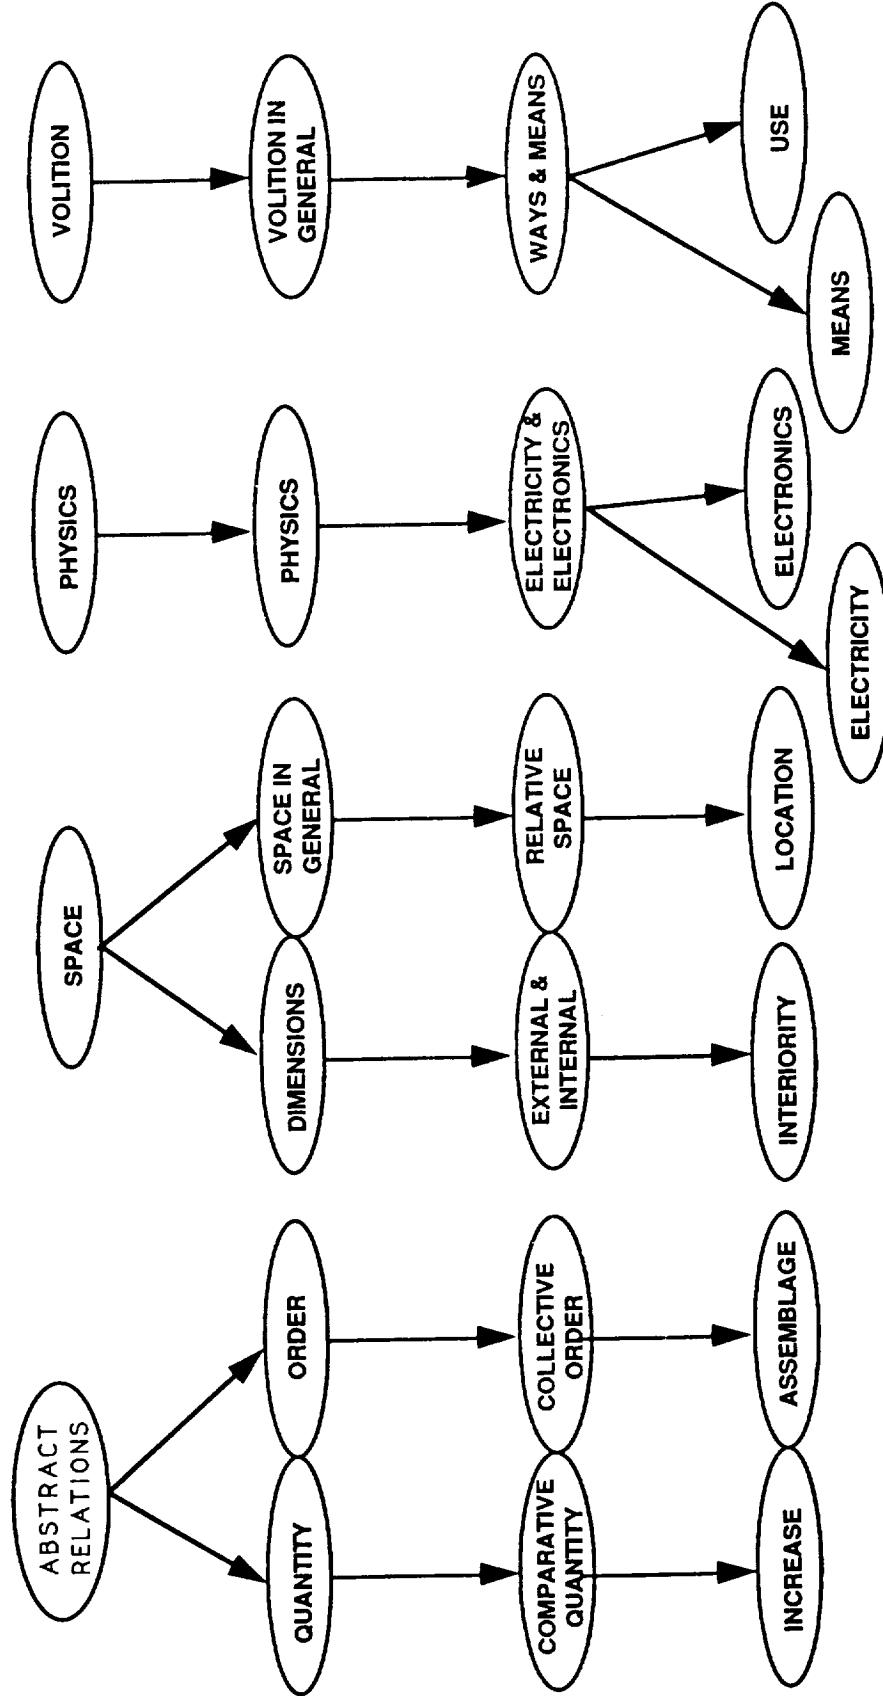 ABSTRACT
RELATIONS
SPACE
PHYSICS
VOLITION
QUANTITY
ORDER
DIMENSIONS
SPACE IN
GENERAL
PHYSICS
VOLITION IN
GENERAL
COMPARATIVE
QUANTITY
COLLECTIVE
ORDER
EXTERNAL &
INTERNAL
RELATIVE
SPACE
ELECTRICITY &
ELECTRONICS
WAYS & MEANS
INCREASE
ASSEMBLAGE
INTERIORITY
LOCATION
ELECTRICITY
ELECTRONICS
MEANS
USE